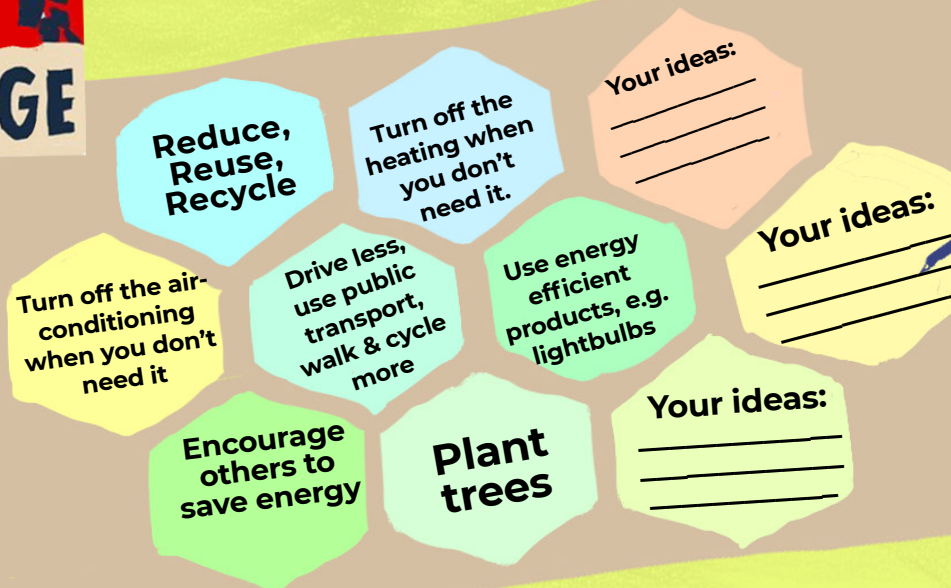 GE
Reduce,
Reuse,
Recycle
Turn off the
heating when
you don't
need it.
Your ideas:
Your ideas:
Turn off the air-
conditioning
when you don't
need it
Drive less,
use public
transport,
walk & cycle
more
Use energy
efficient
products, e.g.
lightbulbs
Encourage
others to
save energy
Plant
trees
Your ideas: